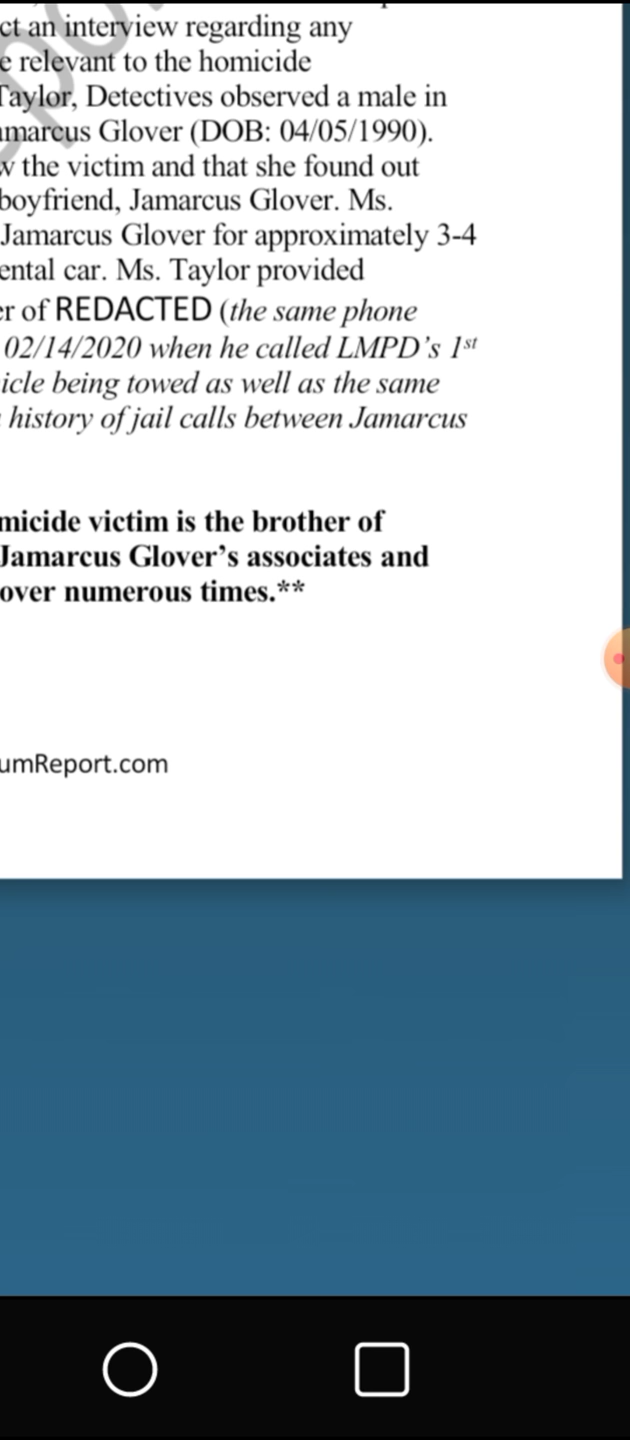 ct an interview regarding any
e relevant to the homicide
Taylor, Detectives observed a male in
amarcus Glover (DOB: 04/05/1990).
w the victim and that she found out
boyfriend, Jamarcus Glover. Ms.
Jamarcus Glover for approximately 3-4
ental car. Ms. Taylor provided
er of REDACTED (the same phone
02/14/2020 when he called LMPD’s 1st
icle being towed as well as the same
history of jail calls between Jamarcus
micide victim is the brother of
Jamarcus Glover’s associates and
over numerous times.**
umReport.com